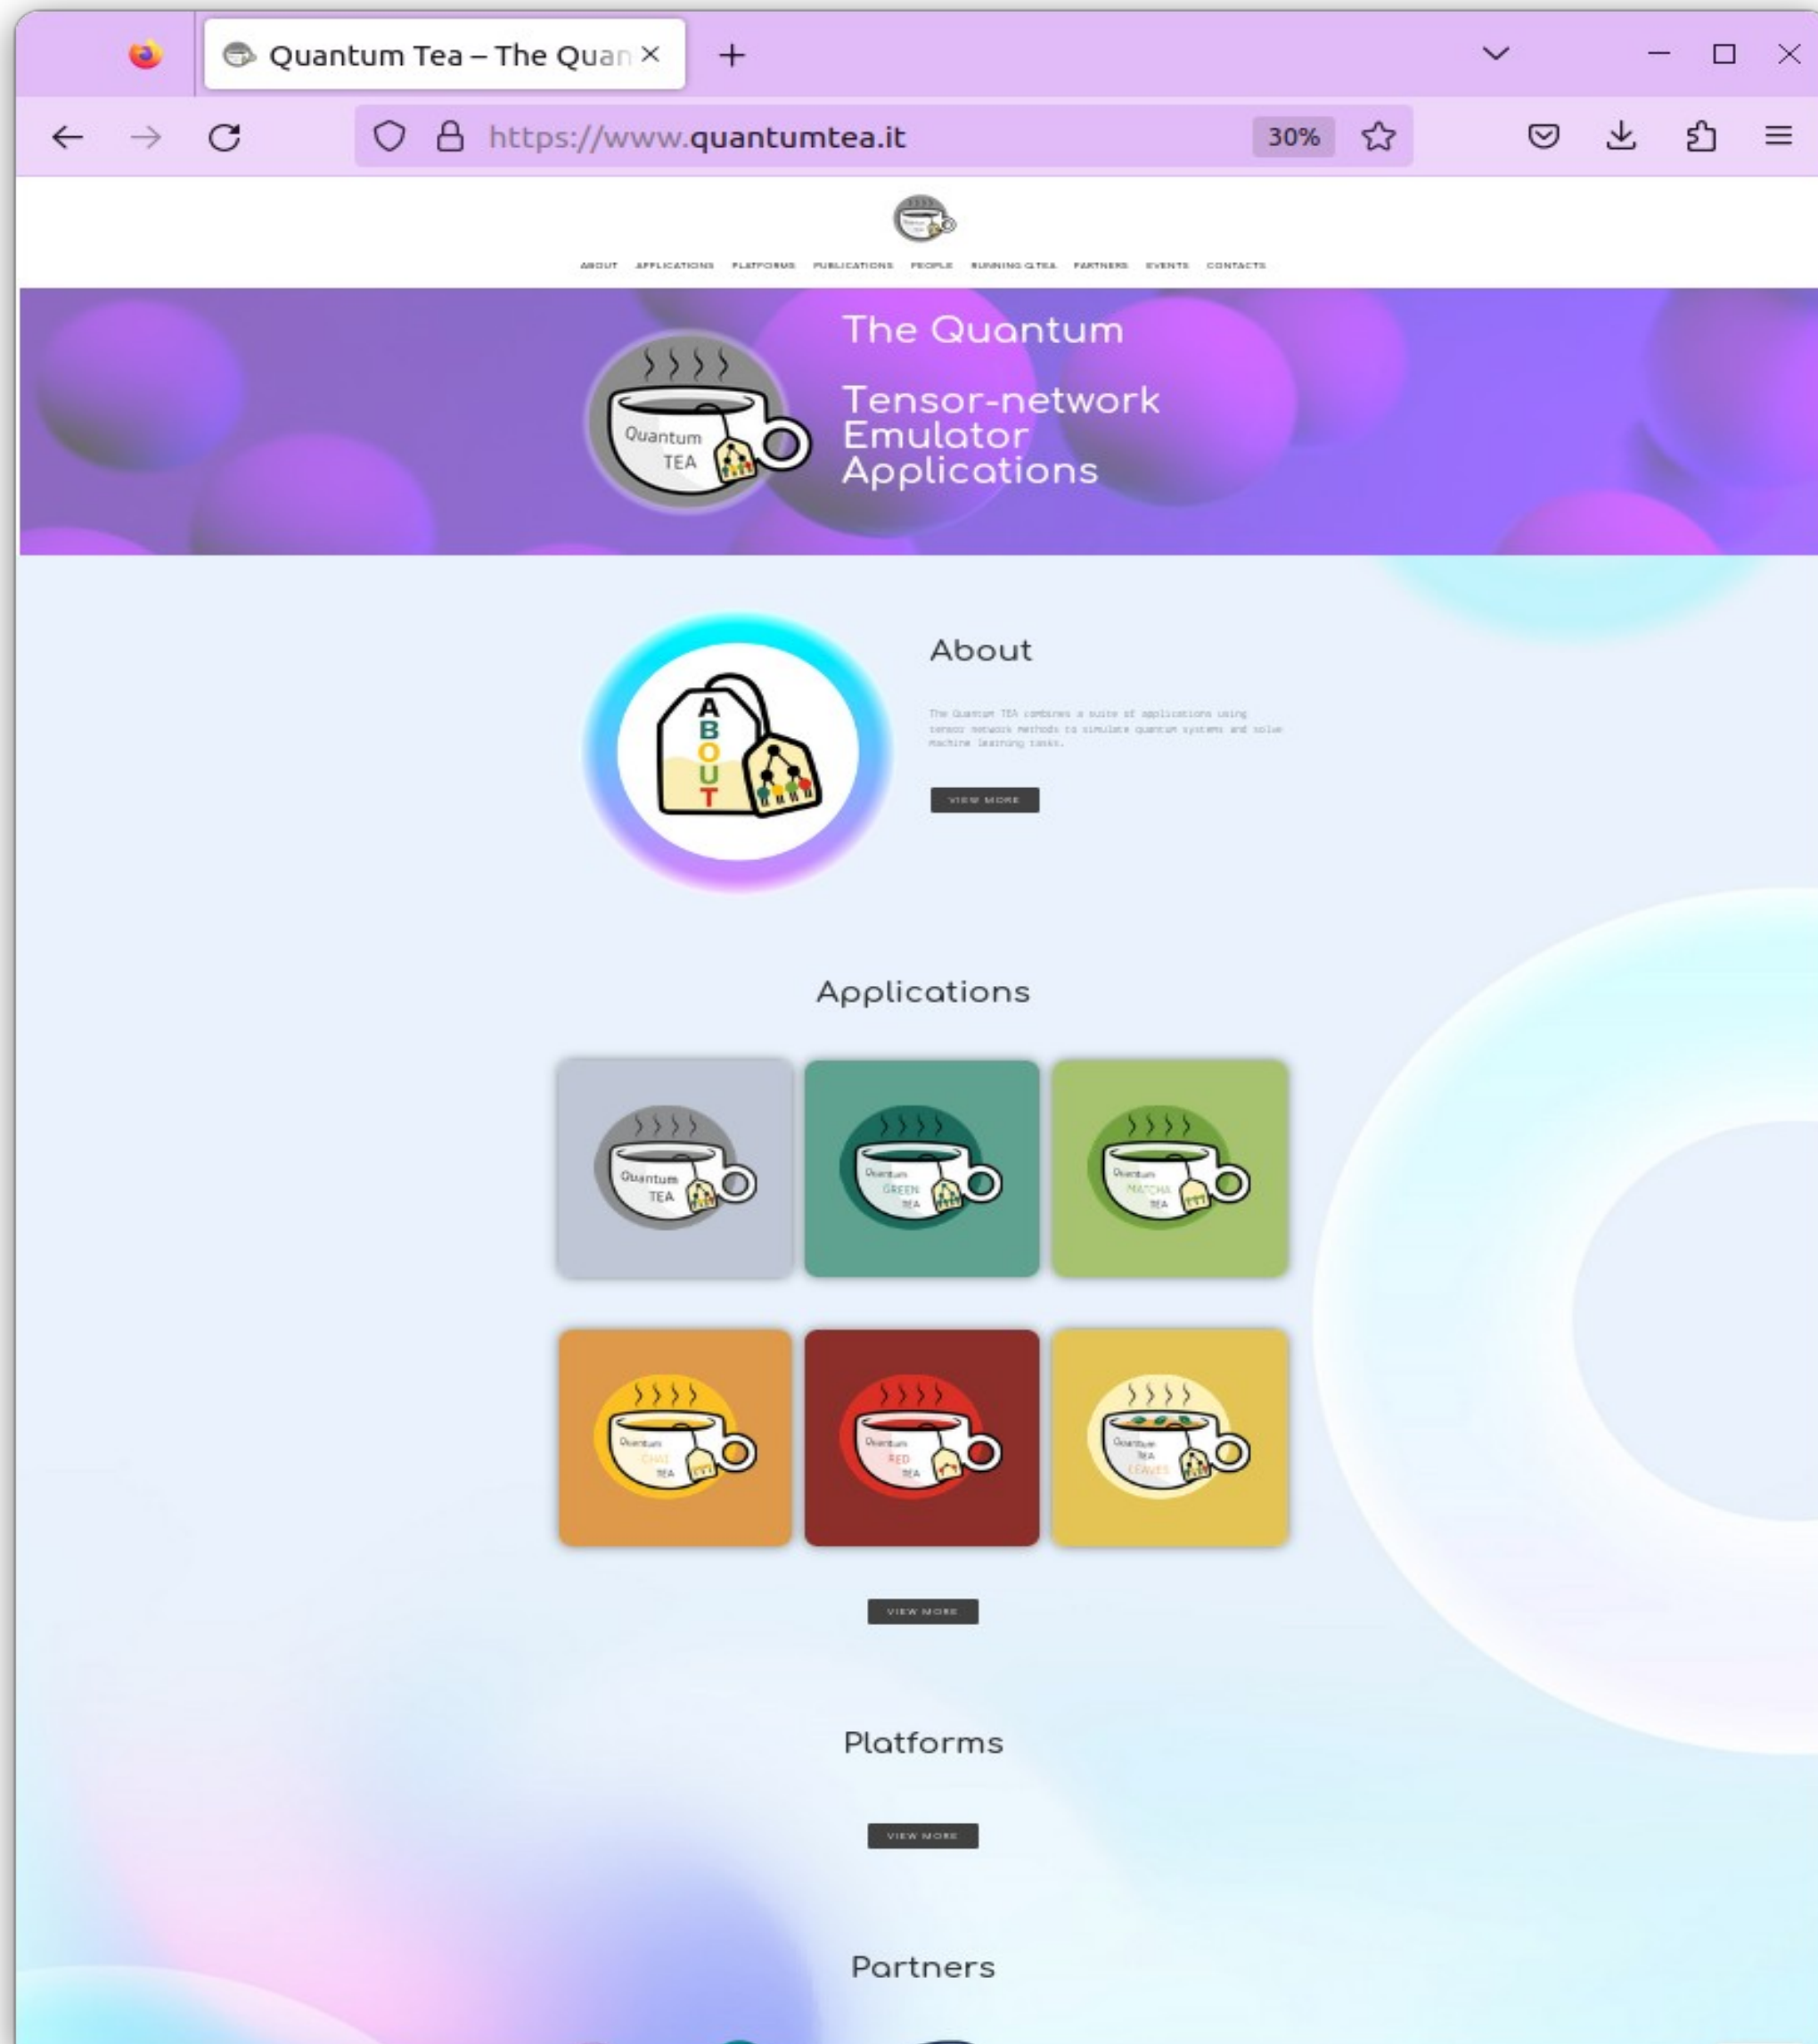 Quantum Tea – The Quan
https://www.quantumtea.it
30%
ABOUT APPLICATIONS PLATFORMS PUBLICATIONS PEOPLE RUNNING QTEA PARTNERS EVENTS CONTACTS
The Quantum
Tensor-network
Emulator
Applications
Quantum
TEA
ABOUT
About
The Quantum TEA combines a suite of applications using
tensor network methods to simulate quantum systems and solve
machine learning tasks.
VIEW MORE
Applications
Quantum
TEA
Quantum
GREEN
TEA
Quantum
MATCHA
TEA
Quantum
CHAI
TEA
Quantum
RED
TEA
Quantum
TEA
LEAVES
VIEW MORE
Platforms
VIEW MORE
Partners